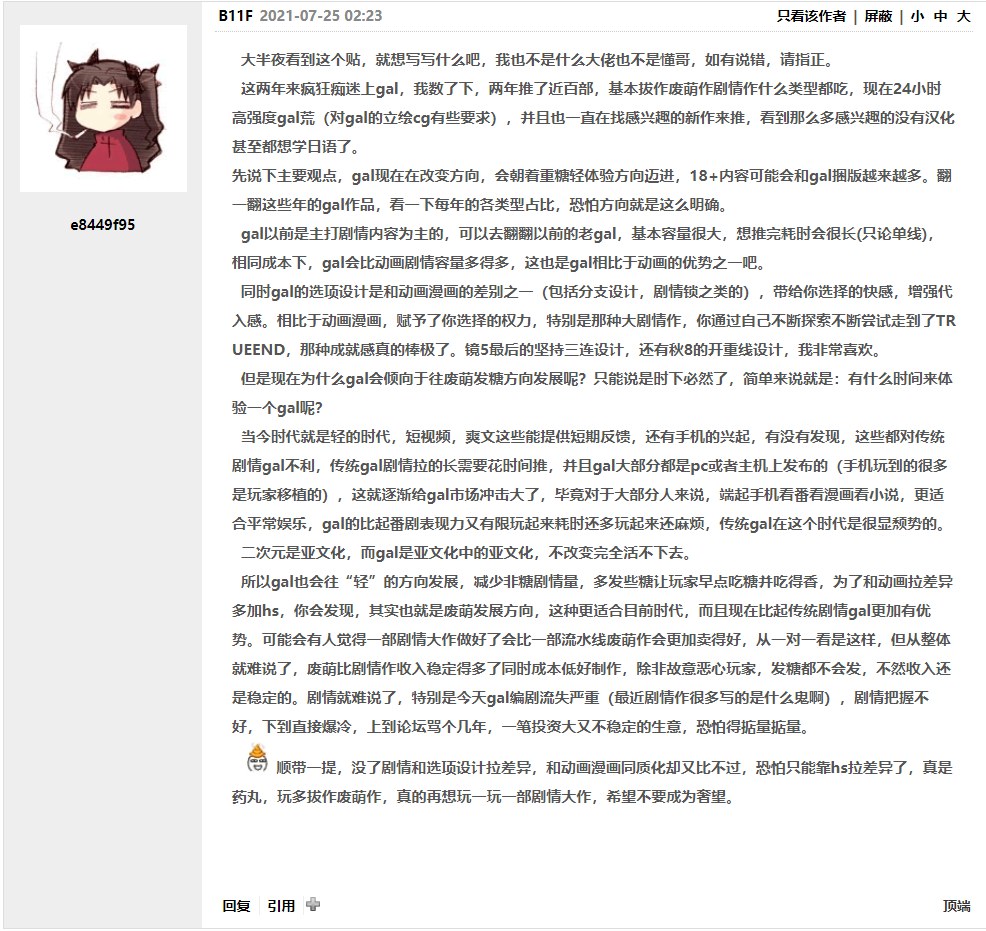 B11F 2021-07-25 02:23
只看该作者 | 屏蔽 | 小 中 大
e8449f95
大半夜看到这个贴，就想写写什么吧，我也不是什么大佬也不是懂哥，如有说错，请指正。
这两年来疯狂痴迷上gal，我数了下，两年推了近百部，基本拔作废萌作剧情作什么类型都吃，现在24小时
高强度gal荒（对gal的立绘cg有些要求），并且也一直在找感兴趣的新作来推，看到那么多感兴趣的没有汉化
甚至都想学日语了。
先说下主要观点，gal现在在改变方向，会朝着重糖轻体验方向迈进，18+内容可能会和gal捆版越来越多。翻
一翻这些年的gal作品，看一下每年的各类型占比，恐怕方向就是这么明确。
gal以前是主打剧情内容为主的，可以去翻翻以前的老gal，基本容量很大，想推完耗时会很长(只论单线)，
相同成本下，gal会比动画剧情容量多得多，这也是gal相比于动画的优势之一吧。
同时gal的选项设计是和动画漫画的差别之一（包括分支设计，剧情锁之类的），带给你选择的快感，增强代
入感。相比于动画漫画，赋予了你选择的权力，特别是那种大剧情作，你通过自己不断探索不断尝试走到了TR
UEEND，那种成就感真的棒极了。镜5最后的坚持三连设计，还有秋8的开重线设计，我非常喜欢。
但是现在为什么gal会倾向于往废萌发糖方向发展呢？只能说是时下必然了，简单来说就是：有什么时间来体
验一个gal呢？
当今时代就是轻的时代，短视频，爽文这些能提供短期反馈，还有手机的兴起，有没有发现，这些都对传统
剧情gal不利，传统gal剧情拉的长需要花时间推，并且gal大部分都是pc或者主机上发布的（手机玩到的很多
是玩家移植的），这就逐渐给gal市场冲击大了，毕竟对于大部分人来说，端起手机看番看漫画看小说，更适
合平常娱乐，gal的比起番剧表现力又有限玩起来耗时还多玩起来还麻烦，传统gal在这个时代是很显颓势的。
二次元是亚文化，而gal是亚文化中的亚文化，不改变完全活不下去。
所以gal也会往“轻”的方向发展，减少非糖剧情量，多发些糖让玩家早点吃糖并吃得香，为了和动画拉差异
多加hs，你会发现，其实也就是废萌发展方向，这种更适合目前时代，而且现在比起传统剧情gal更加有优
势。可能会有人觉得一部剧情大作做好了会比一部流水线废萌作会更加卖得好，从一对一看是这样，但从整体
就难说了，废萌比剧情作收入稳定得多了同时成本低好制作，除非故意恶心玩家，发糖都不会发，不然收入还
是稳定的。剧情就难说了，特别是今天gal编剧流失严重（最近剧情作很多写的是什么鬼啊），剧情把握不
好，下到直接爆冷，上到论坛骂个几年，一笔投资大又不稳定的生意，恐怕得掂量掂量。
顺带一提，没了剧情和选项设计拉差异，和动画漫画同质化却又比不过，恐怕只能靠hs拉差异了，真是
药丸，玩多拔作废萌作，真的再想玩一玩一部剧情大作，希望不要成为奢望。
回复 引用
顶端